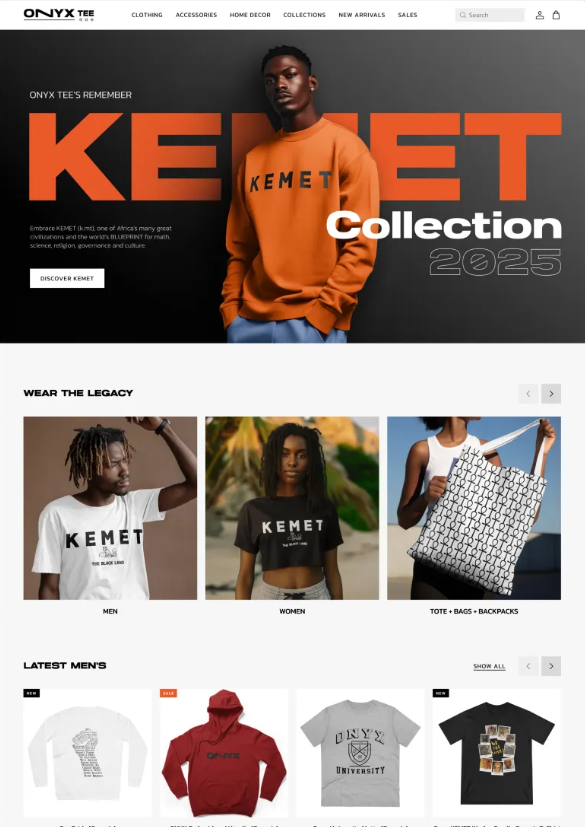 ONYX TEE
CLOTHING ACCESSORIES HOME DECOR COLLECTIONS NEW ARRIVALS SALES Search
ONYX TEE'S REMEMBER
KEMET
KEMET
Collection
2025
Embrace KEMET (k.mt), one of Africa's many great
civilizations and the world's BLUEPRINT for math,
science, religion, governance and culture
DISCOVER KEMET
WEAR THE LEGACY
KEMET
THE BLACK LAND
KEMET
THE BLACK LAND
MEN
WOMEN
TOTE + BAGS + BACKPACKS
LATEST MEN'S
SHOW ALL
NEW
SALE
NEW
ONYX
ONYX
UNIVERSITY